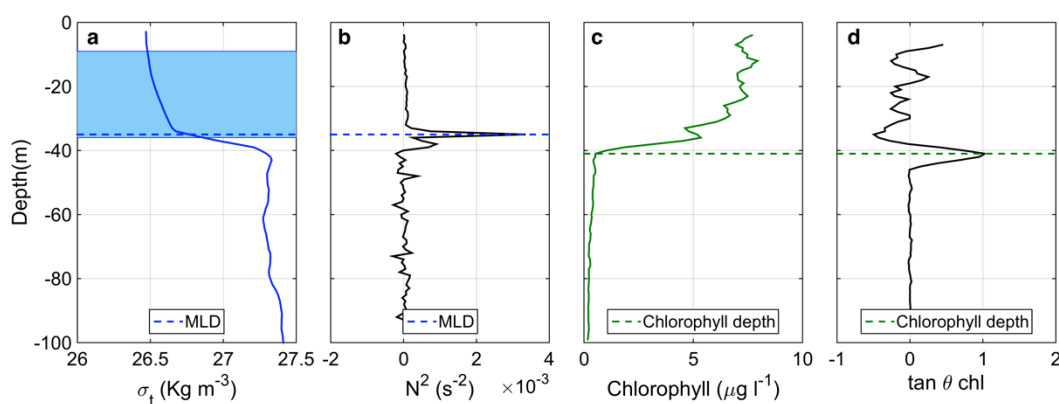 a
b
c
d
0
-20
-40
-60
-80
-100
Depth(m)
MLD
MLD
Chlorophyll depth
Chlorophyll depth
26 26.5 27 27.5
-2 0 2 4
0 5 10
-1 0 1 2
σt (Kg m⁻³)
N² (s⁻²) ×10⁻³
Chlorophyll (μg l⁻¹)
tan θ chl